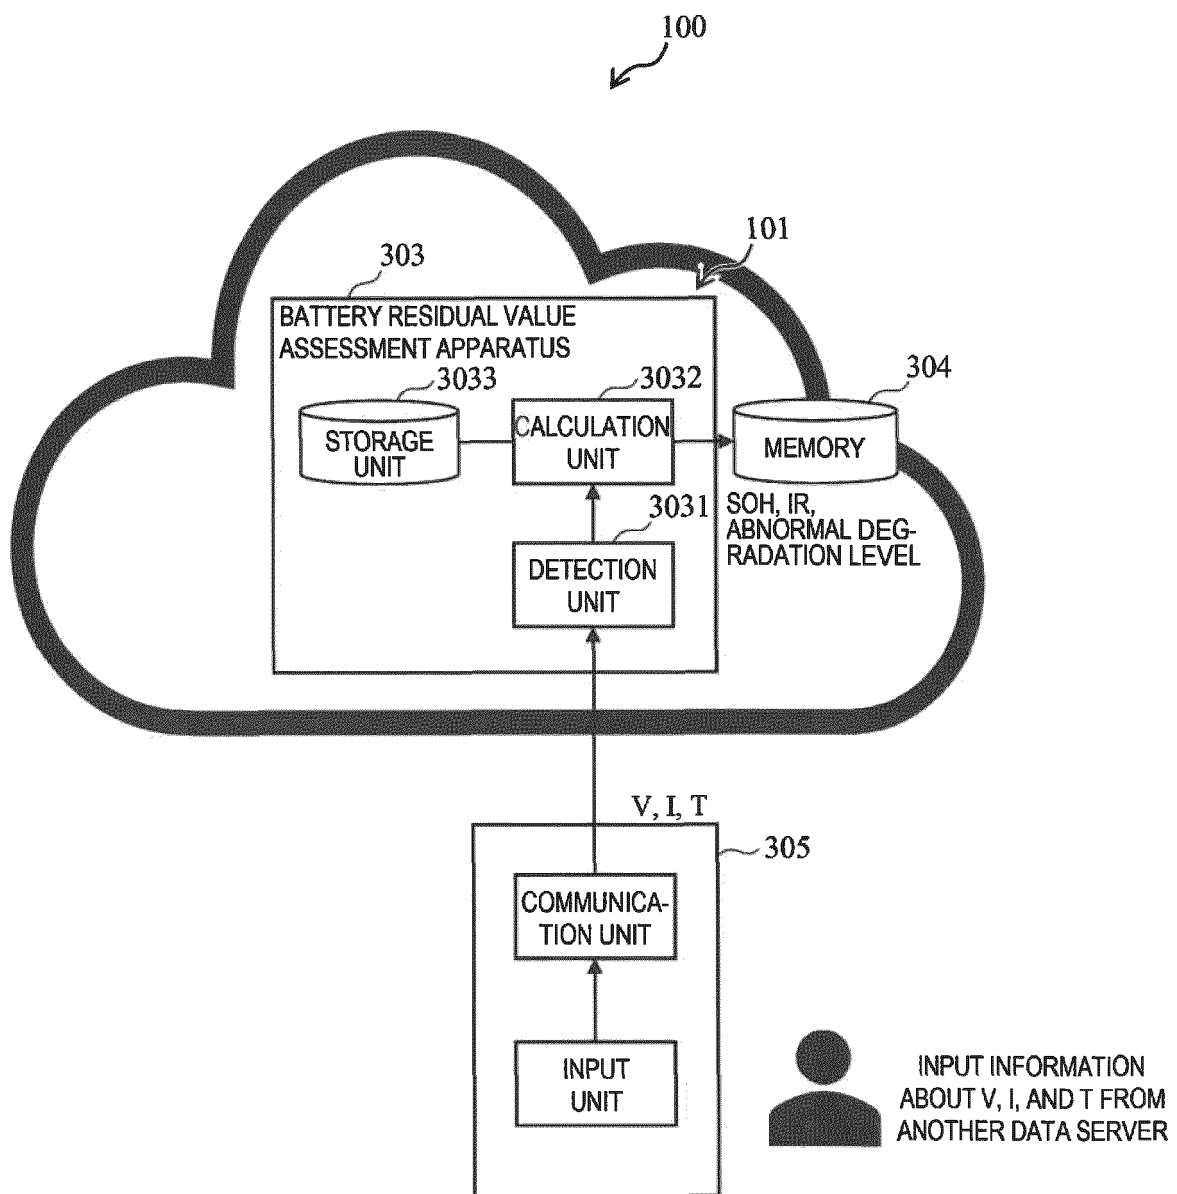 100
101
303
BATTERY RESIDUAL VALUE
ASSESSMENT APPARATUS
3033
3032
304
STORAGE
UNIT
CALCULATION
UNIT
MEMORY
3031
SOH, IR,
ABNORMAL DEG-
RADATION LEVEL
DETECTION
UNIT
V, I, T
305
COMMUNICA-
TION UNIT
INPUT
UNIT
INPUT INFORMATION
ABOUT V, I, AND T FROM
ANOTHER DATA SERVER